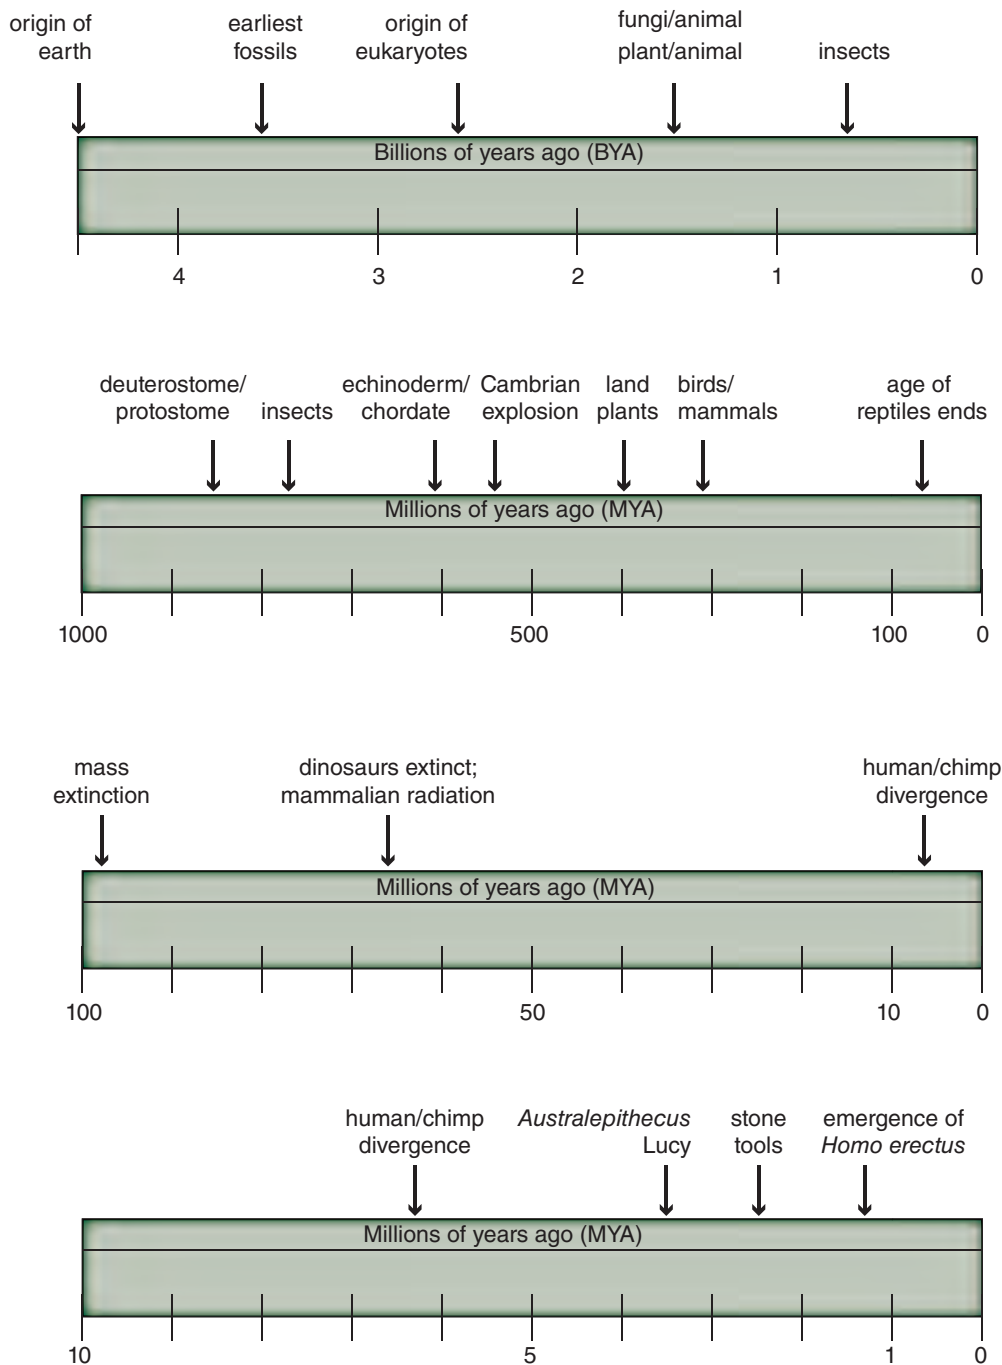 origin of
earth
earliest
fossils
origin of
eukaryotes
fungi/animal
plant/animal
insects
Billions of years ago (BYA)
4 3 2 1 0
deuterostome/
protostome
insects
echinoderm/
chordate
Cambrian
explosion
land
plants
birds/
mammals
age of
reptiles ends
Millions of years ago (MYA)
1000 500 100 0
mass
extinction
dinosaurs extinct;
mammalian radiation
human/chimp
divergence
Millions of years ago (MYA)
100 50 10 0
human/chimp
divergence
Australepithecus
Lucy
stone
tools
emergence of
Homo erectus
Millions of years ago (MYA)
10 5 1 0